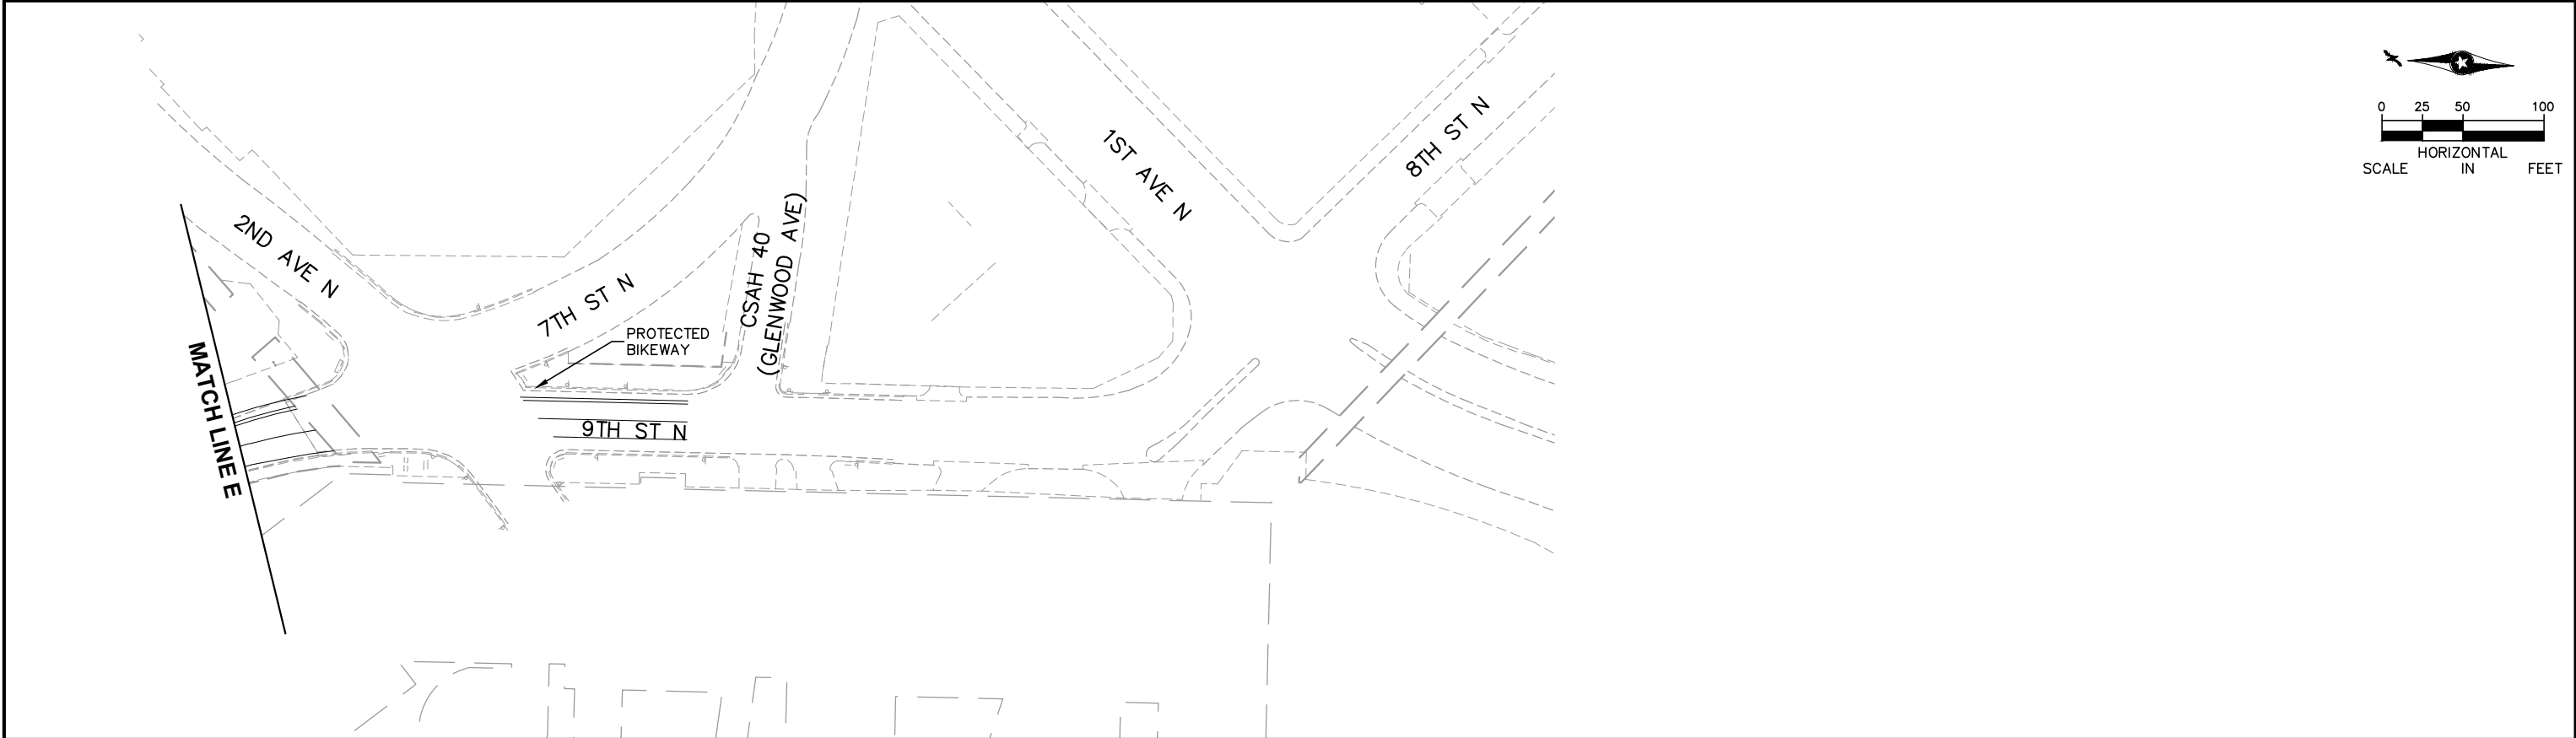 0 25 50 100
HORIZONTAL
SCALE IN FEET
1ST AVE N
8TH ST N
2ND AVE N
7TH ST N
CSAH 40
(GLENWOOD AVE)
PROTECTED
BIKEWAY
9TH ST N
MATCH LINE E